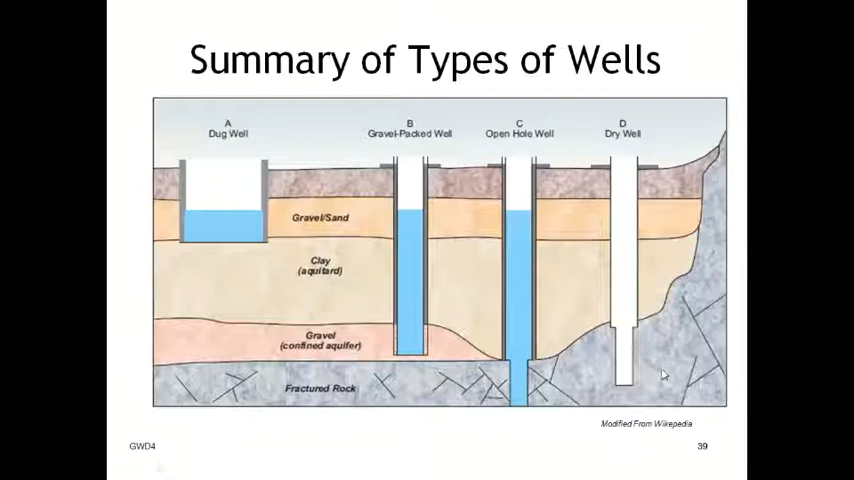 Summary of Types of Wells
A
Dug Well
B
Gravel-Packed Well
C
Open Hole Well
D
Dry Well
Gravel/Sand
Clay
(aquitard)
Gravel
(confined aquifer)
Fractured Rock
Modified From Wikepedia
GWD4
39